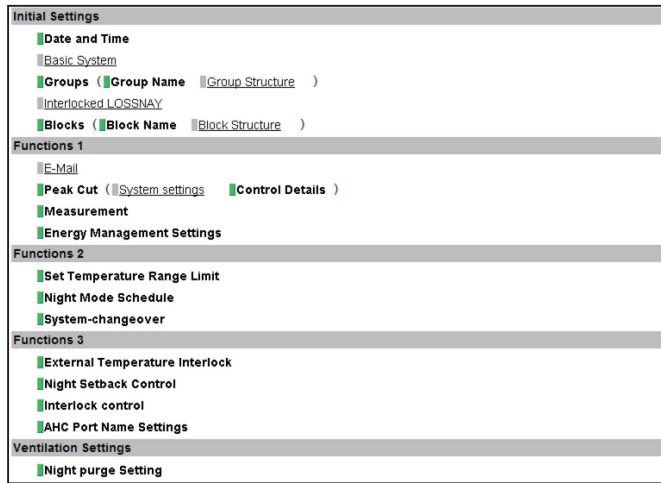 Initial Settings
Date and Time
Basic System
Groups ( Group Name Group Structure )
Interlocked LOSSNAY
Blocks ( Block Name Block Structure )
Functions 1
E-Mail
Peak Cut ( System settings Control Details )
Measurement
Energy Management Settings
Functions 2
Set Temperature Range Limit
Night Mode Schedule
System-changeover
Functions 3
External Temperature Interlock
Night Setback Control
Interlock control
AHC Port Name Settings
Ventilation Settings
Night purge Setting